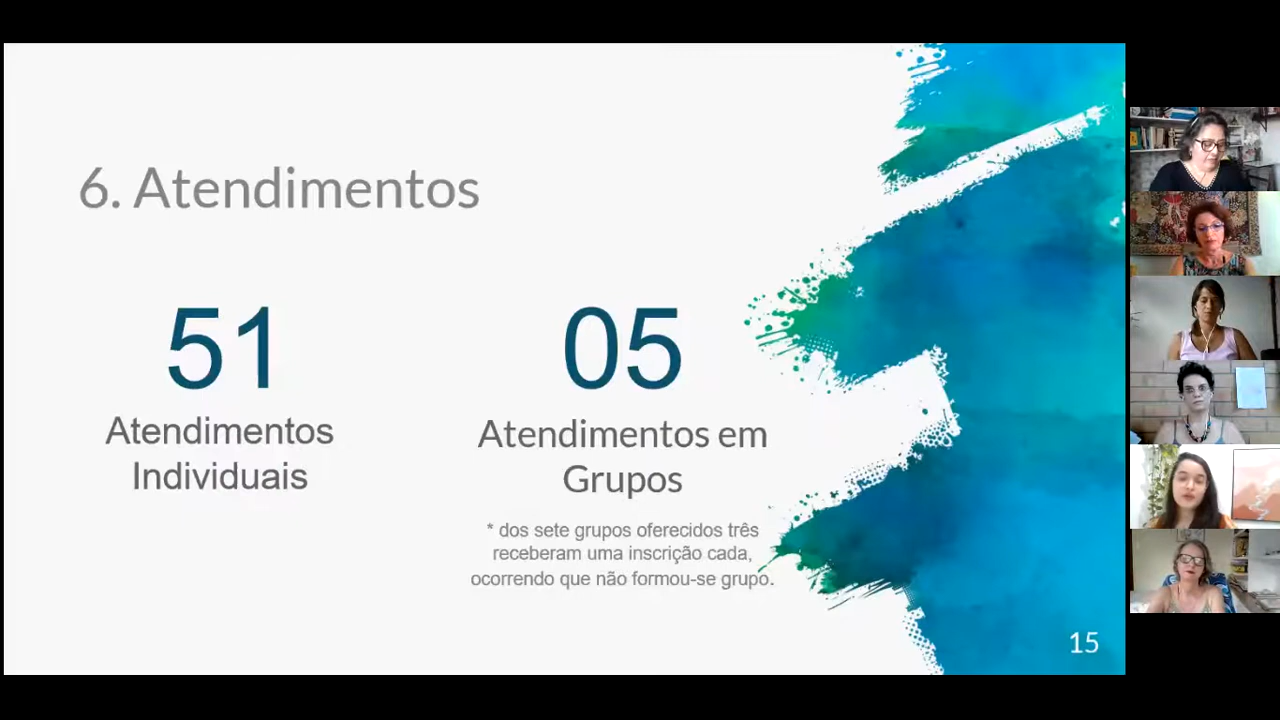 6. Atendimentos
51
Atendimentos
Individuais
05
Atendimentos em
Grupos
* dos sete grupos oferecidos três
receberam uma inscrição cada,
ocorrendo que não formou-se grupo.
15